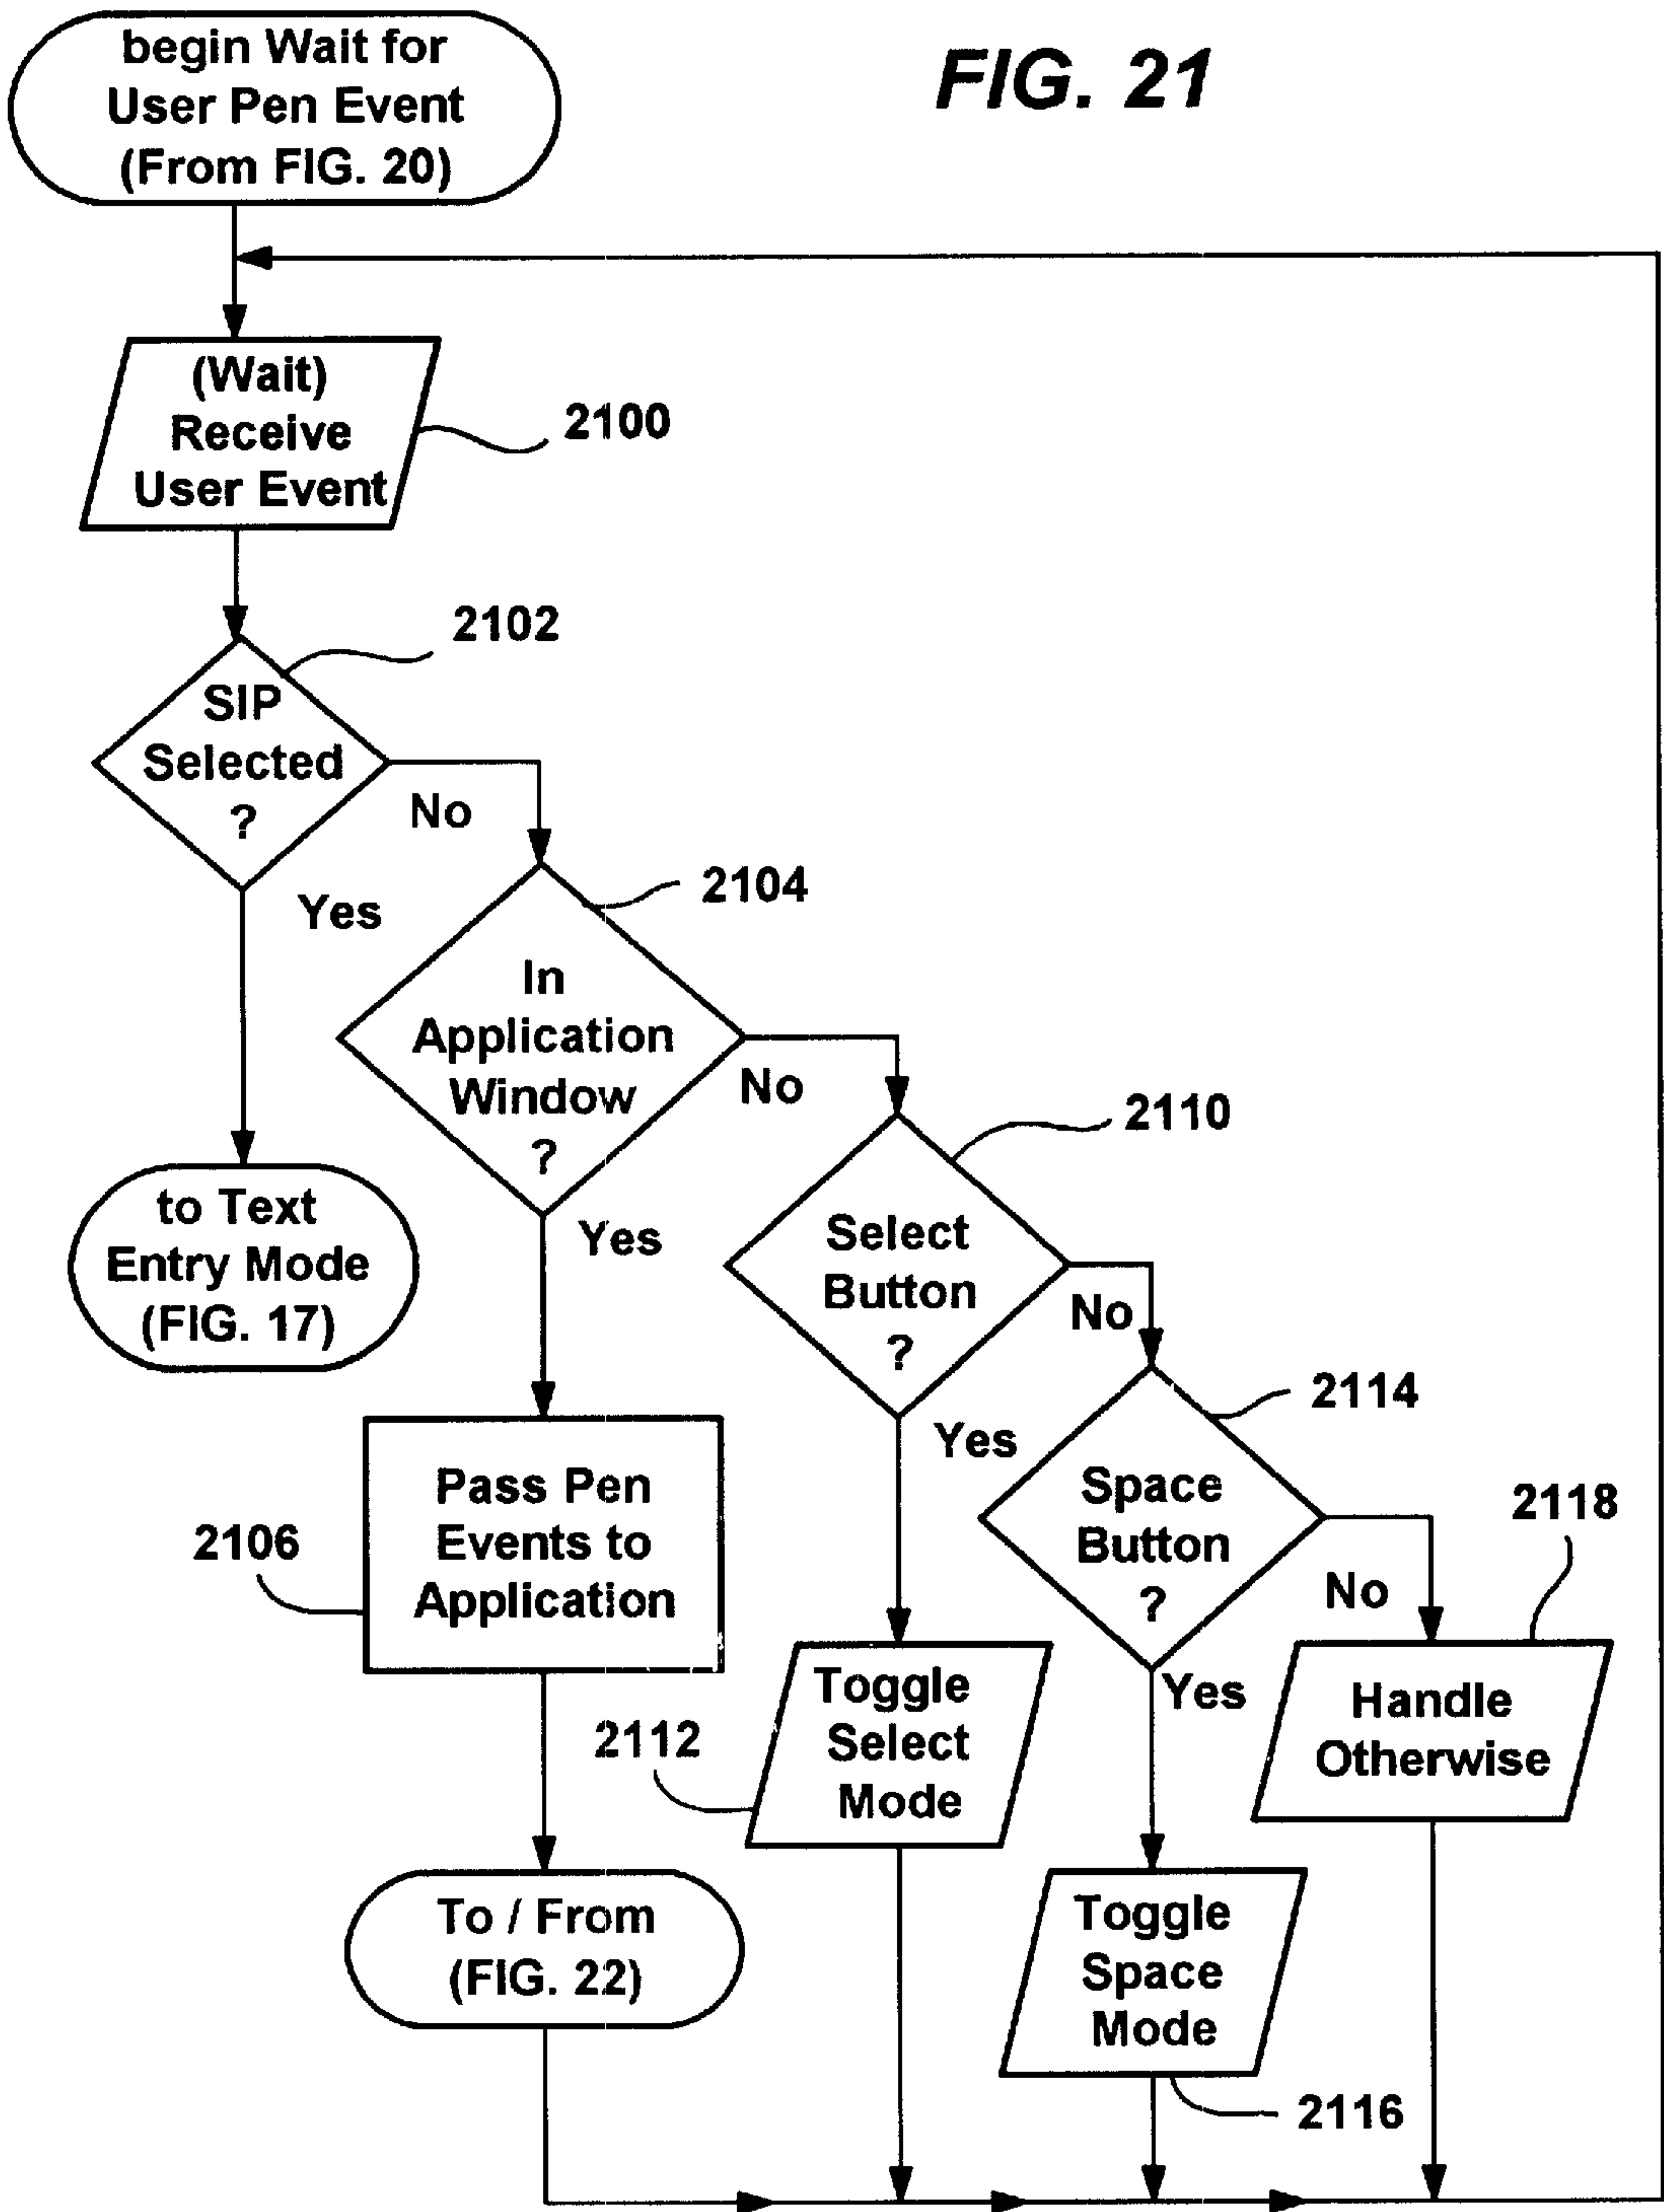 begin Wait for
User Pen Event
(From FIG. 20)
FIG. 21
(Wait)
Receive
User Event
2100
2102
SIP
Selected
?
No
Yes
2104
In
Application
Window
?
No
Yes
to Text
Entry Mode
(FIG. 17)
2110
Select
Button
?
No
Yes
2114
Space
Button
?
No
Yes
2106
Pass Pen
Events to
Application
2118
Handle
Otherwise
2112
Toggle
Select
Mode
To / From
(FIG. 22)
Toggle
Space
Mode
2116